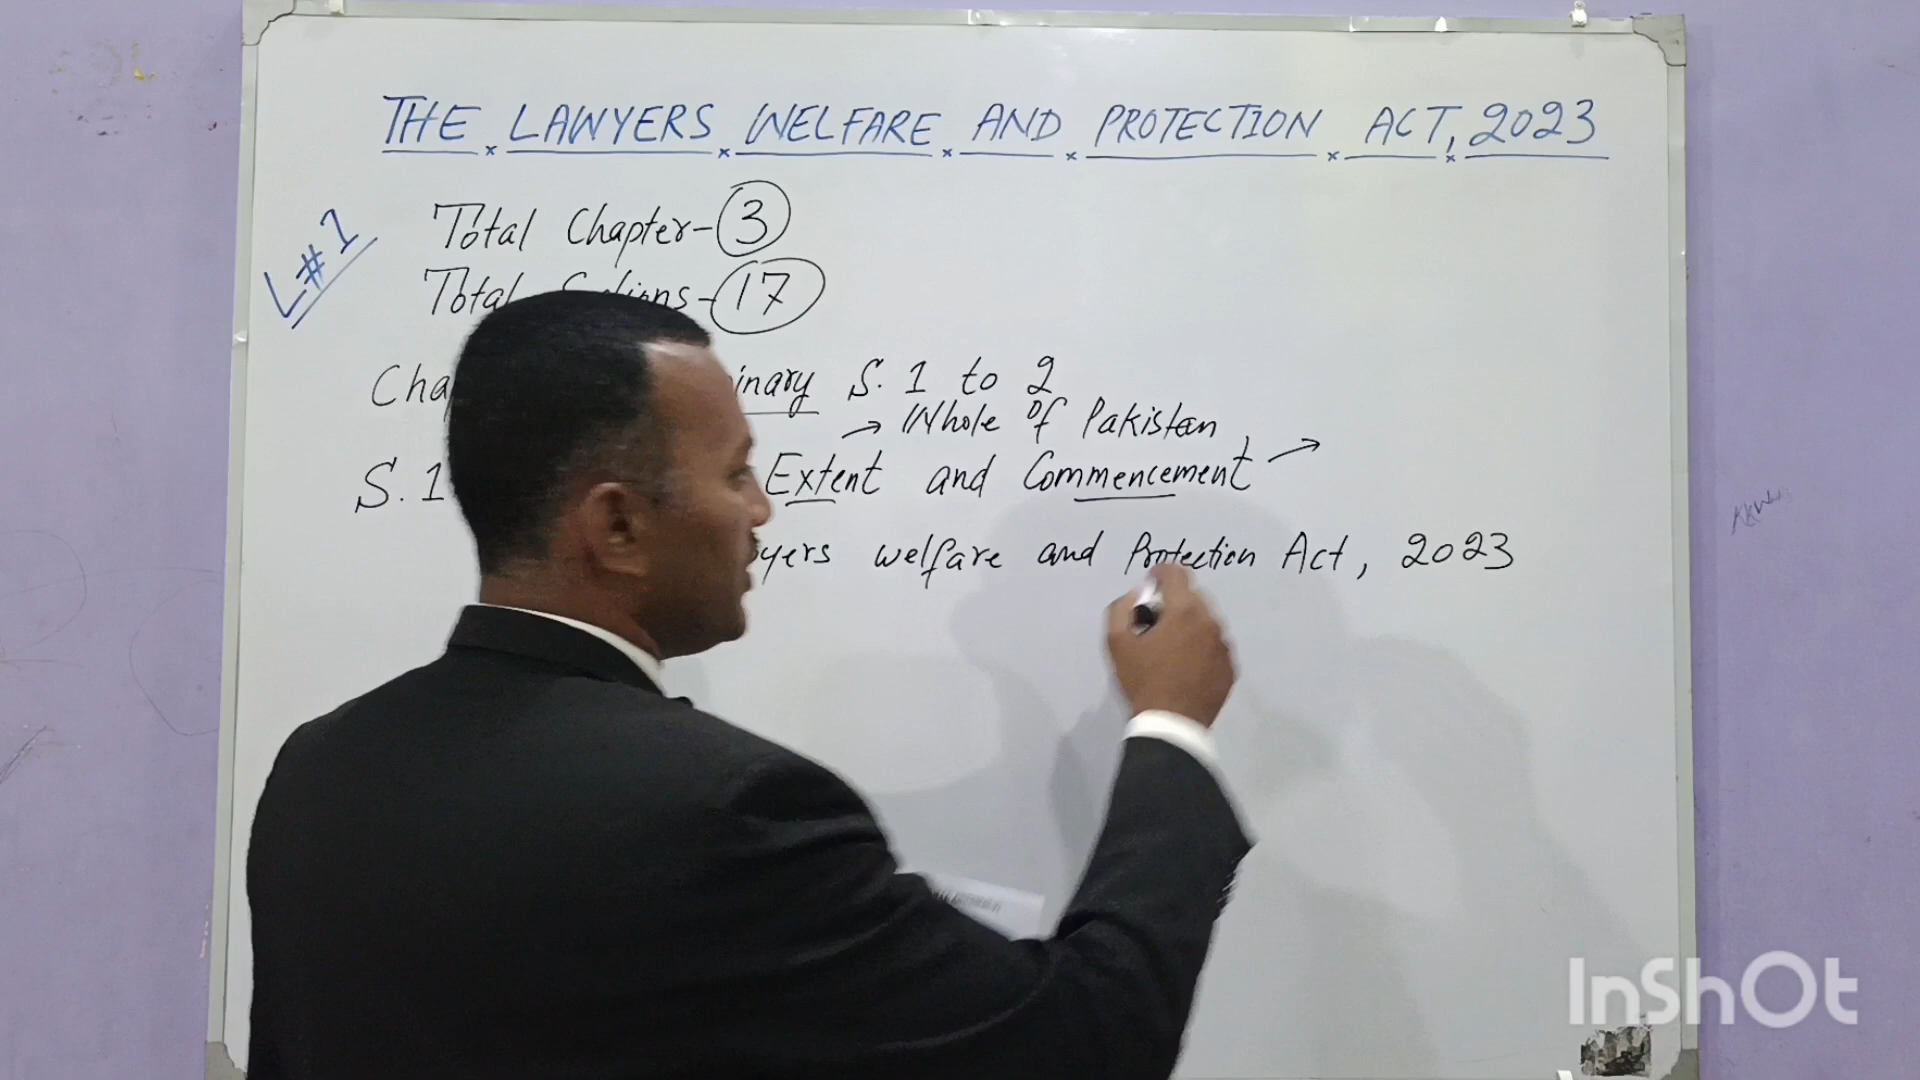 THE LAWYERS WELFARE AND PROTECTION ACT, 2023
L#1
Total Chapter-3
Total Sections-17
Cha inary S. 1 to 2
→ Whole of Pakistan
S. 1 Extent and Commencement, →
yers welfare and Protection Act, 2023
InShOt